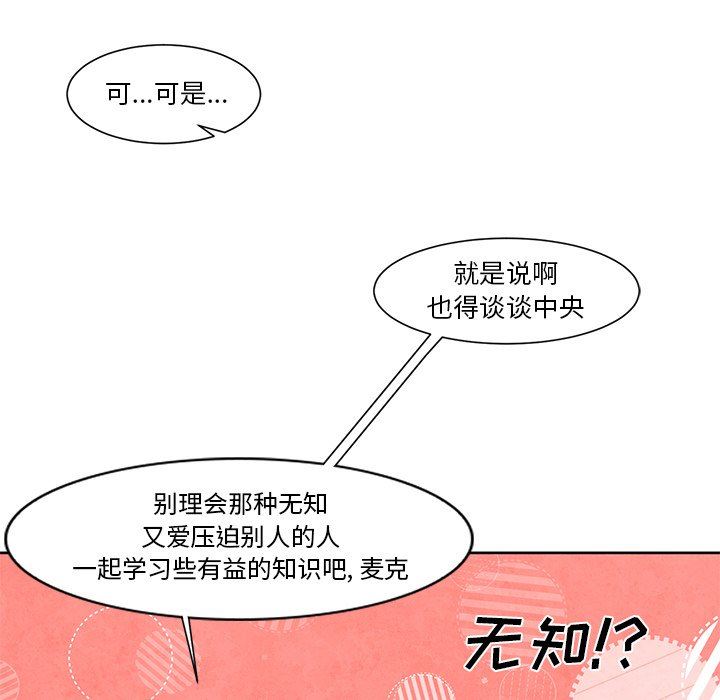 可...可是...
就是说啊
也得谈谈中央
别理会那种无知
又爱压迫别人的人
一起学习些有益的知识吧,麦克
无知!?